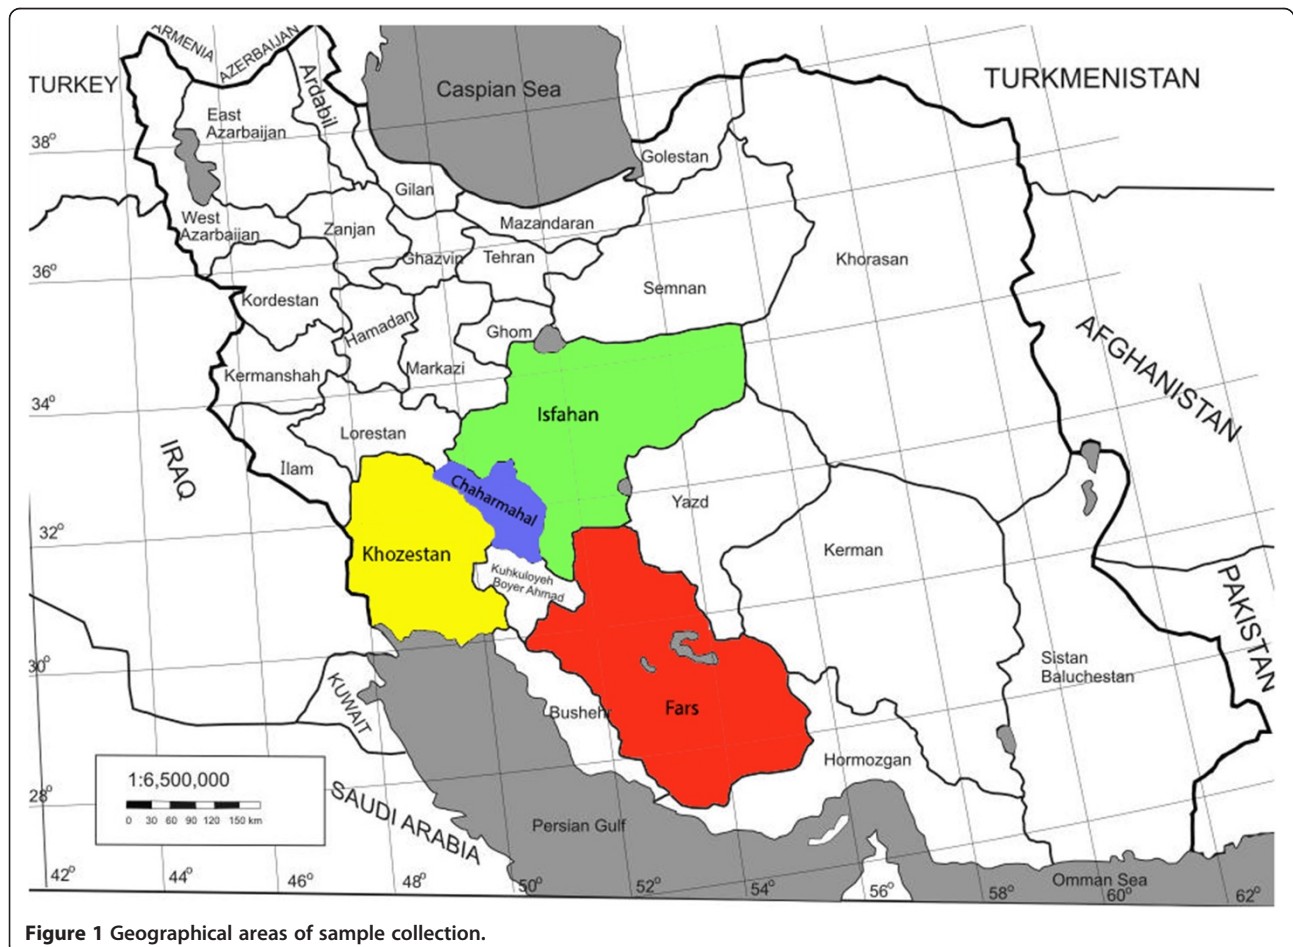 ARMENIA
AZERBAIJAN
TURKEY
Ardabil
Caspian Sea
TURKMENISTAN
East
Azarbaijan
38°
Golestan
Gilan
West
Azarbaijan
Zanjan
Mazandaran
Ghazvin
Tehran
Khorasan
36°
Semnan
Kordestan
Hamadan
Ghom
AFGHANISTAN
Kermanshah
Markazi
34°
Isfahan
Lorestan
IRAQ
Ilam
Chaharmahal
Yazd
32°
Khozestan
Kerman
Kuhkuloyeh
Boyer Ahmad
PAKISTAN
30°
Sistan
Baluchestan
KUWAIT
Bushehr
Fars
Hormozgan
1:6,500,000
0 30 60 90 120 150 km
28°
SAUDI ARABIA
Persian Gulf
42°
44°
46°
48°
50°
52°
54°
56°
58°
60°
62°
Omman Sea
Figure 1 Geographical areas of sample collection.